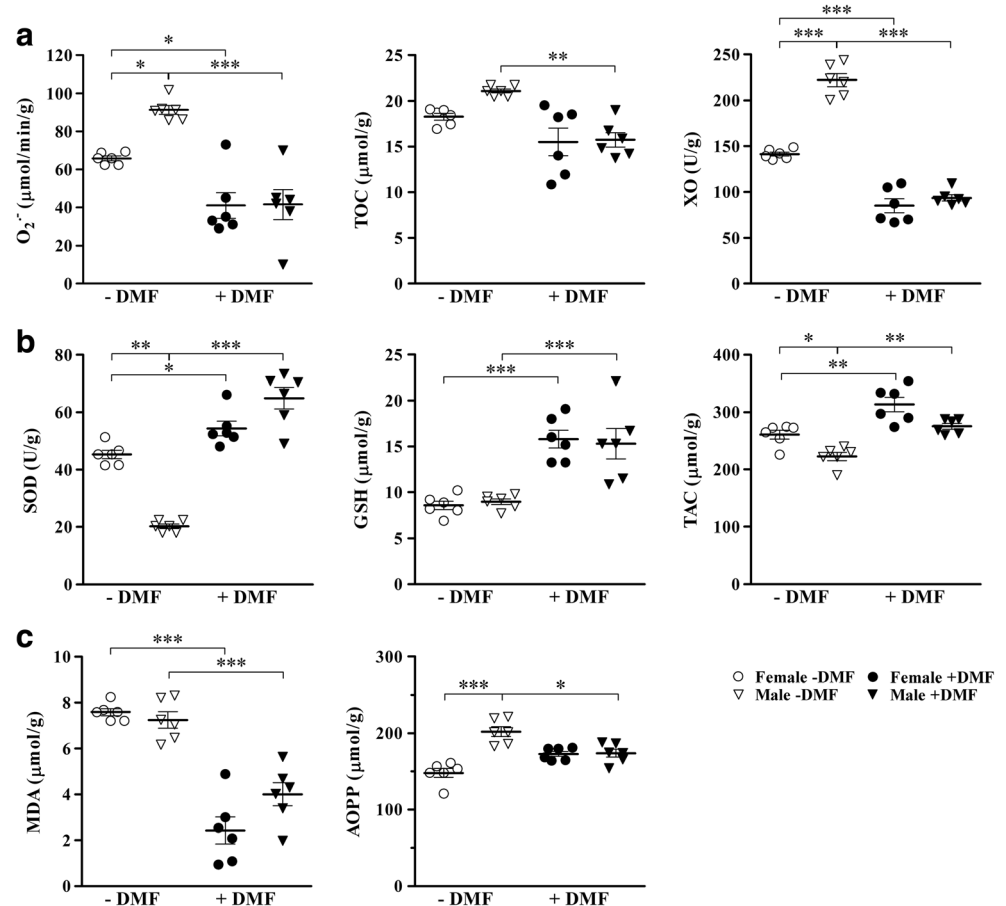 a
*
* ***
120
100
80
60
40
20
0
O2·- (μmol/min/g)
- DMF + DMF
**
25
20
15
10
5
0
TOC (μmol/g)
- DMF + DMF
***
*** ***
250
200
150
100
50
0
XO (U/g)
- DMF + DMF
b
** ***
*
80
60
40
20
0
SOD (U/g)
- DMF + DMF
***
***
25
20
15
10
5
0
GSH (μmol/g)
- DMF + DMF
* **
**
400
300
200
100
0
TAC (μmol/g)
- DMF + DMF
c
***
***
10
8
6
4
2
0
MDA (μmol/g)
- DMF + DMF
*** *
300
200
100
0
AOPP (μmol/g)
- DMF + DMF
Female -DMF Female +DMF
Male -DMF Male +DMF